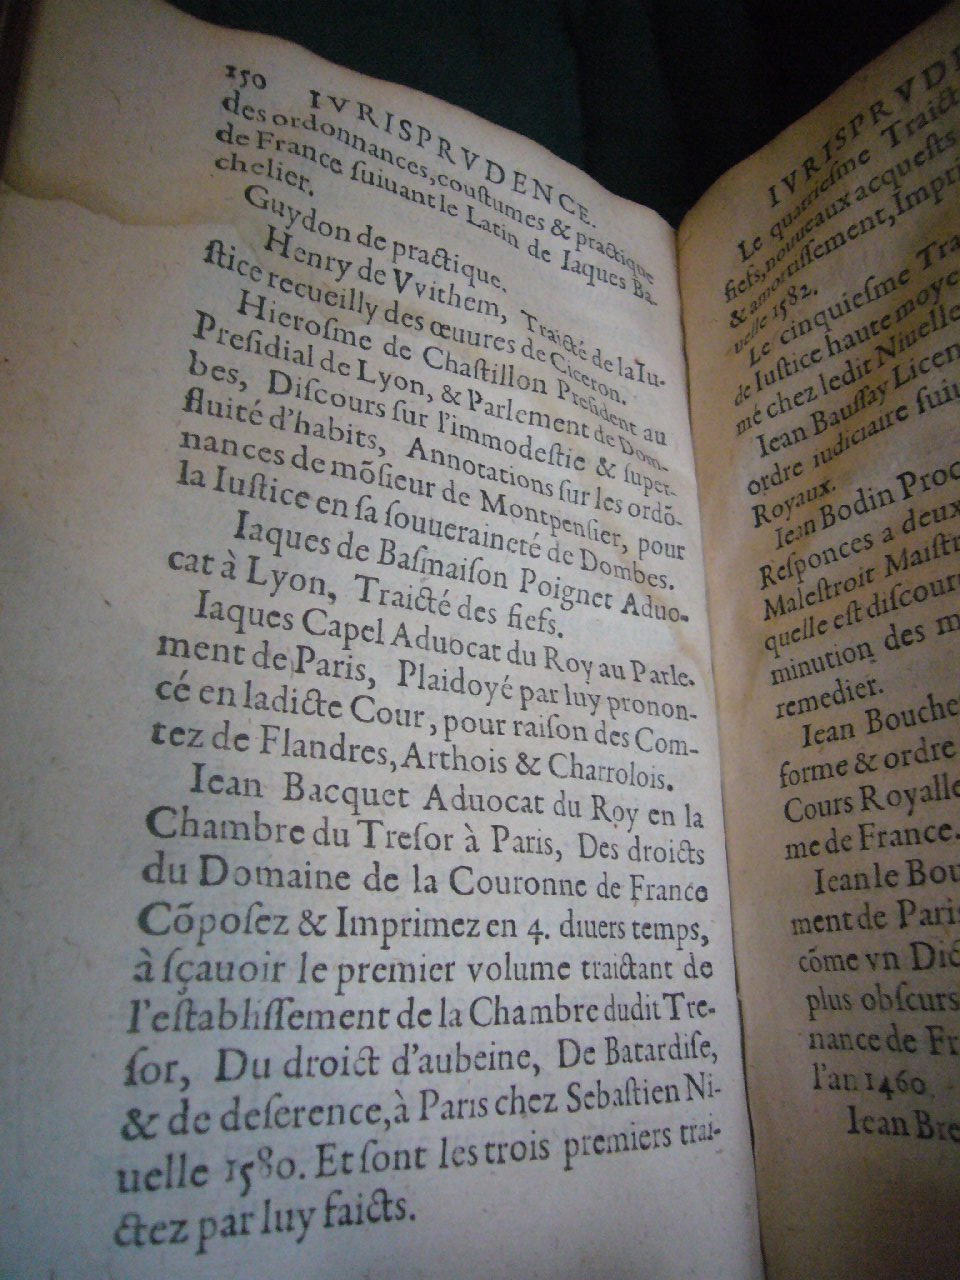 150 IVRISPRVDENCE.
des ordonnances, coustumes & practique
de France suiuant le Latin de Iaques Ba-
chelier.
Guydon de practique.
Henry de Vvithem, Traicté de la Iu-
stice recueilly des œuures de Ciceron.
Hierosme de Chastillon President au
Presidial de Lyon, & Parlement de Dom-
bes, Discours sur l'immodestie & super-
fluité d'habits, Annotations sur les ordõ-
nances de mõsieur de Montpensier, pour
la Iustice en sa souueraineté de Dombes.
Iaques de Basmaison Poignet Aduo-
cat à Lyon, Traicté des fiefs.
Iaques Capel Aduocat du Roy au Parle-
ment de Paris, Plaidoyé par luy pronon-
cé en ladicte Cour, pour raison des Com-
tez de Flandres, Arthois & Charrolois.
Iean Bacquet Aduocat du Roy en la
Chambre du Tresor à Paris, Des droicts
du Domaine de la Couronne de France
Cõposez & Imprimez en 4. diuers temps,
à sçauoir le premier volume traictant de
l'establissement de la Chambre dudit Tre-
sor, Du droict d'aubeine, De Batardise,
& de deserence, à Paris chez Sebastien Ni-
uelle 1580. Et sont les trois premiers trai-
ctez par luy faicts.
IVRISPRVD
Le quatriesme Traict
fiefs, nouueaux acquests
& amortissement, Impri
uelle 1582.
Le cinquiesme Tra
de Iustice haute moye
mé chez ledit Niuelle
Iean Baussay Licen
ordre iudiciaire suiu
Royaux.
Iean Bodin Proc
Responces a deux
Malestroit Maistr
quelle est discour
minution des m
remedier.
Iean Bouche
forme & ordre
Cours Royalle
me de France.
Iean le Bou
ment de Paris
cõme vn Dic
plus obscurs
nance de Fr
l'an 1460.
Iean Bre